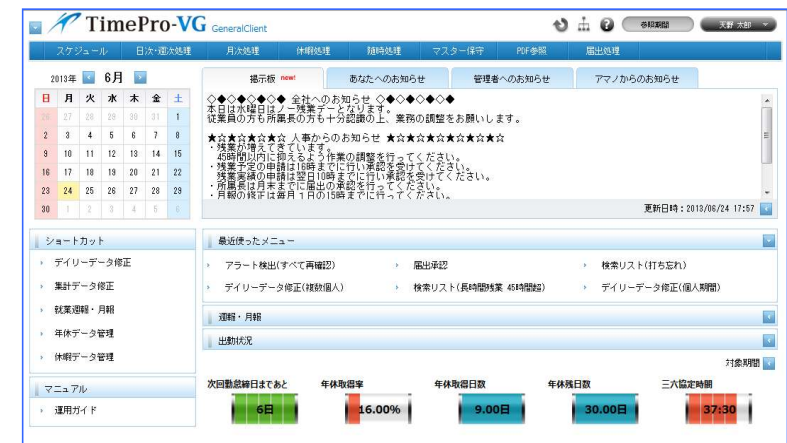 TimePro-VG GeneralClient
参照期間
天野 太郎
スケジュール 日次・週次処理 月次処理 休暇処理 随時処理 マスター保守 PDF参照 届出処理
2013年 6月
日 月 火 水 木 金 土
26 27 28 29 30 31 1
2 3 4 5 6 7 8
9 10 11 12 13 14 15
16 17 18 19 20 21 22
23 24 25 26 27 28 29
30 1 2 3 4 5 6
掲示板 new! あなたへのお知らせ 管理者へのお知らせ アマノからのお知らせ
◇◆◇◆◇◆◇ 全社へのお知らせ ◇◆◇◆◇◆◇◆
本日は水曜日はノー残業デーとなります。
従業員の方も所属長の方も十分認識の上、業務の調整をお願いします。
★☆★☆★☆★☆ 人事からのお知らせ ★☆★☆★☆★☆★☆★☆
・残業が増えてきています。
45時間以内に抑えるよう作業の調整を行ってください。
・残業予定の申請は16時までに行い承認を受けてください。
残業実績の申請は翌日10時までに行い承認を受けてください。
・所属長は月末までに届出の承認を行ってください。
・月報の修正は毎月１日の15時までに行ってください。
更新日時：2013/06/24 17:57
ショートカット
デイリーデータ修正
集計データ修正
就業週報・月報
年休データ管理
休暇データ管理
マニュアル
運用ガイド
最近使ったメニュー
アラート検出(すべて再確認) 届出承認 検索リスト(打ち忘れ)
デイリーデータ修正(複数個人) 検索リスト(長時間残業 45時間超) デイリーデータ修正(個人期間)
週報・月報
出勤状況
対象期間
次回勤怠締日まであと 年休取得率 年休取得日数 年休残日数 三六協定時間
6日 16.00% 9.00日 30.00日 37:30